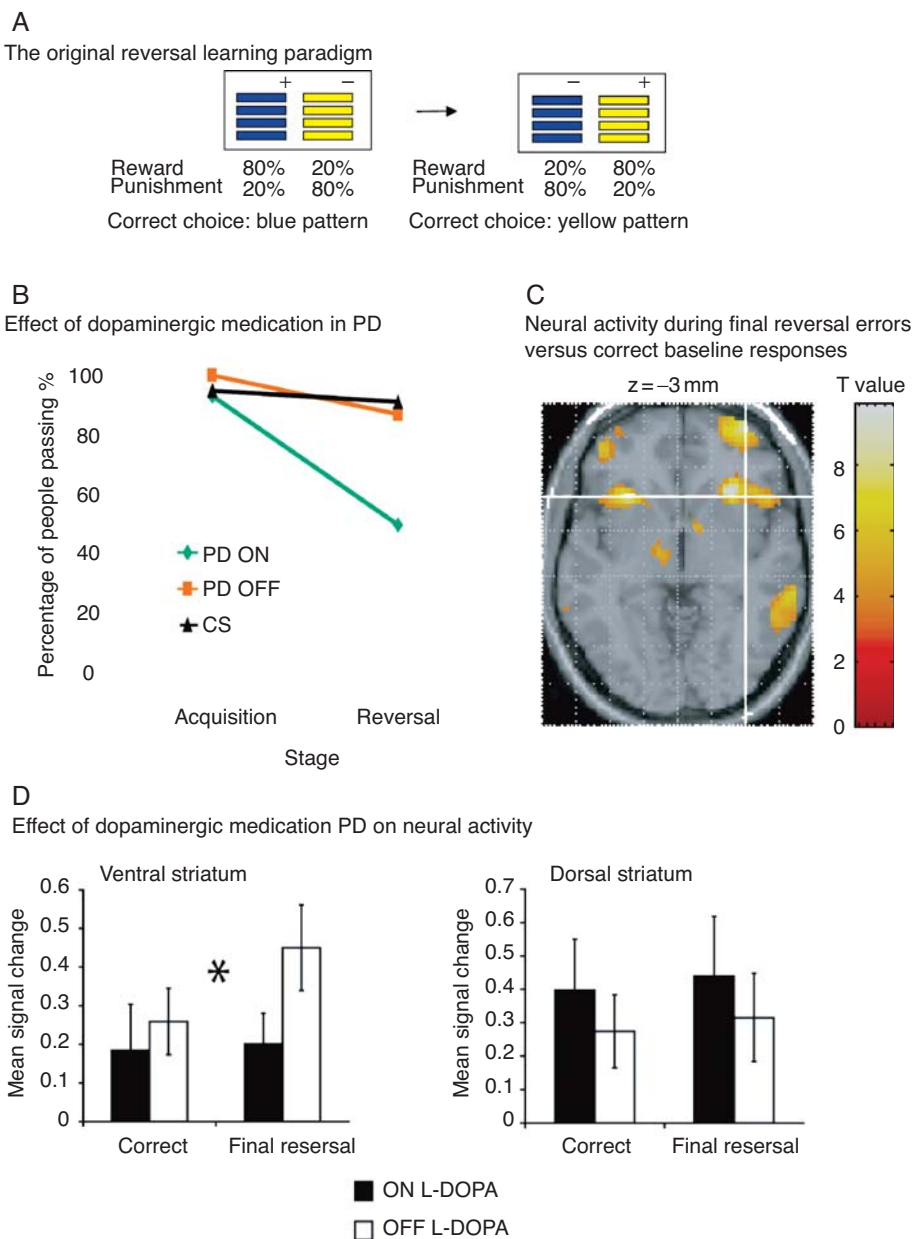 A
The original reversal learning paradigm
+ − − +
Reward 80% 20% Reward 20% 80%
Punishment 20% 80% Punishment 80% 20%
Correct choice: blue pattern Correct choice: yellow pattern
B
Effect of dopaminergic medication in PD
Percentage of people passing %
100
80
60
40
20
0
PD ON
PD OFF
CS
Acquisition Reversal
Stage
C
Neural activity during final reversal errors
versus correct baseline responses
z = −3 mm T value
8
6
4
2
0
D
Effect of dopaminergic medication PD on neural activity
Ventral striatum
Mean signal change
0.6
0.5
0.4
0.3
0.2
0.1
0
*
Correct Final resersal
Dorsal striatum
Mean signal change
0.7
0.6
0.5
0.4
0.3
0.2
0.1
0
Correct Final resersal
ON L-DOPA
OFF L-DOPA